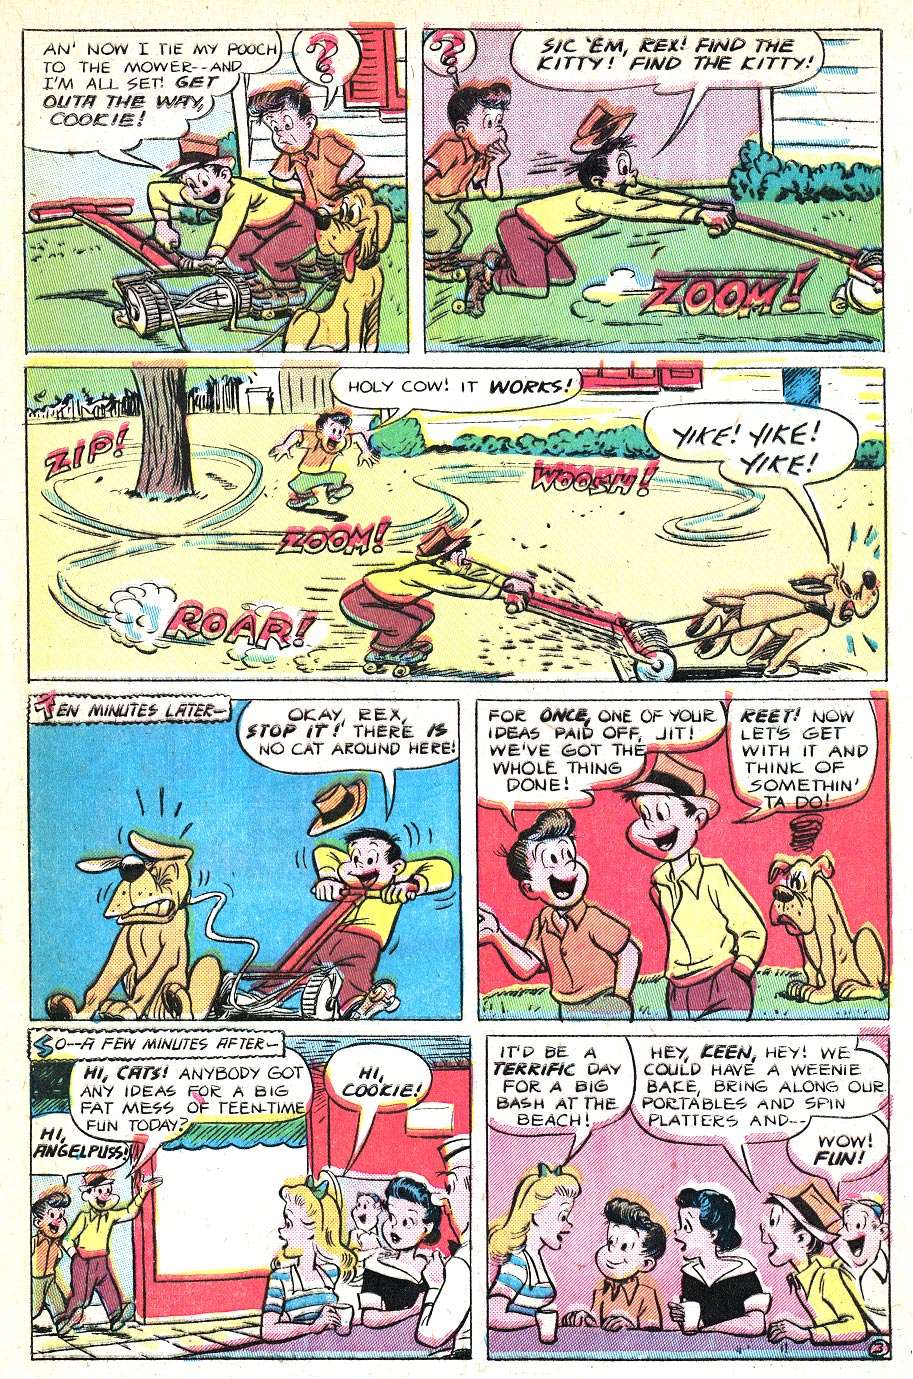 AN' NOW I TIE MY POOCH
TO THE MOWER--AND
I'M ALL SET! GET
OUTA THE WAY,
COOKIE!
?
?
SIC 'EM, REX! FIND THE
KITTY! FIND THE KITTY!
ZOOM!
HOLY COW! IT WORKS!
YIKE! YIKE!
YIKE!
ZIP!
WOOSH!
ZOOM!
ROAR!
TEN MINUTES LATER-
OKAY, REX,
STOP IT! THERE IS
NO CAT AROUND HERE!
FOR ONCE, ONE OF YOUR
IDEAS PAID OFF, JIT!
WE'VE GOT THE
WHOLE THING
DONE!
REET! NOW
LET'S GET
WITH IT AND
THINK OF
SOMETHIN'
TA DO!
SO--A FEW MINUTES AFTER-
HI, CATS! ANYBODY GOT
ANY IDEAS FOR A BIG
FAT MESS OF TEEN-TIME
FUN TODAY?
HI,
ANGELPUSS!
HI,
COOKIE!
IT'D BE A
TERRIFIC DAY
FOR A BIG
BASH AT THE
BEACH!
HEY, KEEN, HEY! WE
COULD HAVE A WEENIE
BAKE, BRING ALONG OUR
PORTABLES AND SPIN
PLATTERS AND--
WOW!
FUN!
3